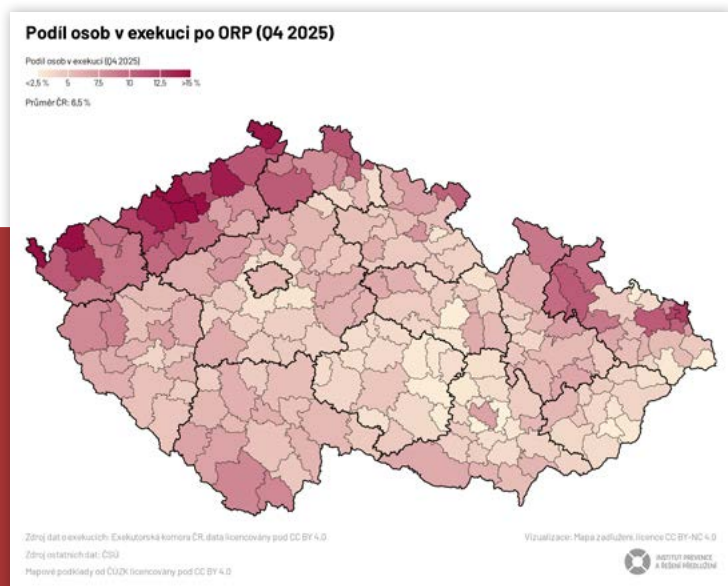 Podíl osob v exekuci po ORP (Q4 2025)
Podíl osob v exekuci (Q4 2025)
<2,5 % 5 7,5 10 12,5 >15 %
Průměr ČR: 6,5 %
Zdroj dat o exekucích: Exekutorská komora ČR, data licencovány pod CC BY 4.0
Vizualizace: Mapa zadlužení, licence CC BY-NC 4.0
Zdroj ostatních dat: ČSÚ
Mapové podklady od ČÚZK licencovány pod CC BY 4.0
INSTITUT PREVENCE
A ŘEŠENÍ PŘEDLUŽENÍ